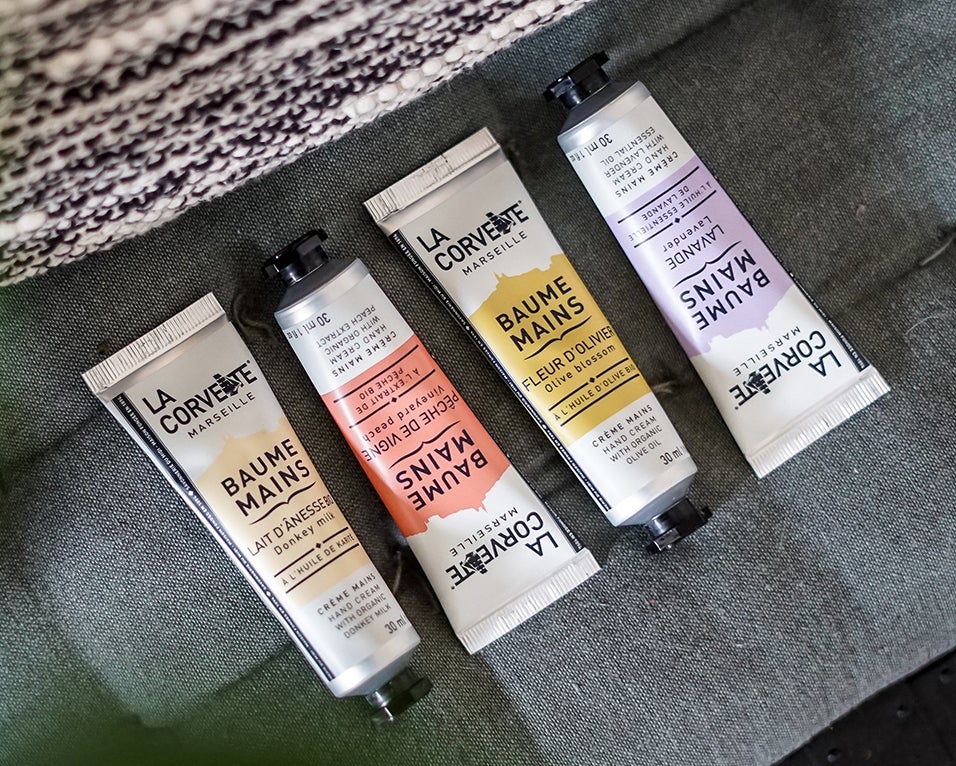 LA
CORVETTE
MARSEILLE
BAUME
MAINS
LAIT D'ÂNESSE BIO
Donkey milk
À L'HUILE DE KARITÉ
CRÈME MAINS
HAND CREAM
WITH ORGANIC
DONKEY MILK
30 ml
LA
CORVETTE
MARSEILLE
BAUME
MAINS
PÊCHE DE VIGNE
Vineyard peach
À L'EXTRAIT DE
PÊCHE BIO
CRÈME MAINS
HAND CREAM
WITH ORGANIC
PEACH EXTRACT
30 ml
LA
CORVETTE
MARSEILLE
BAUME
MAINS
FLEUR D'OLIVIER
Olive blossom
À L'HUILE D'OLIVE BIO
CRÈME MAINS
HAND CREAM
WITH ORGANIC
OLIVE OIL
30 ml
LA
CORVETTE
MARSEILLE
BAUME
MAINS
LAVANDE
Lavender
À L'HUILE ESSENTIELLE
DE LAVANDE
CRÈME MAINS
HAND CREAM
WITH LAVENDER
ESSENTIAL OIL
30 ml